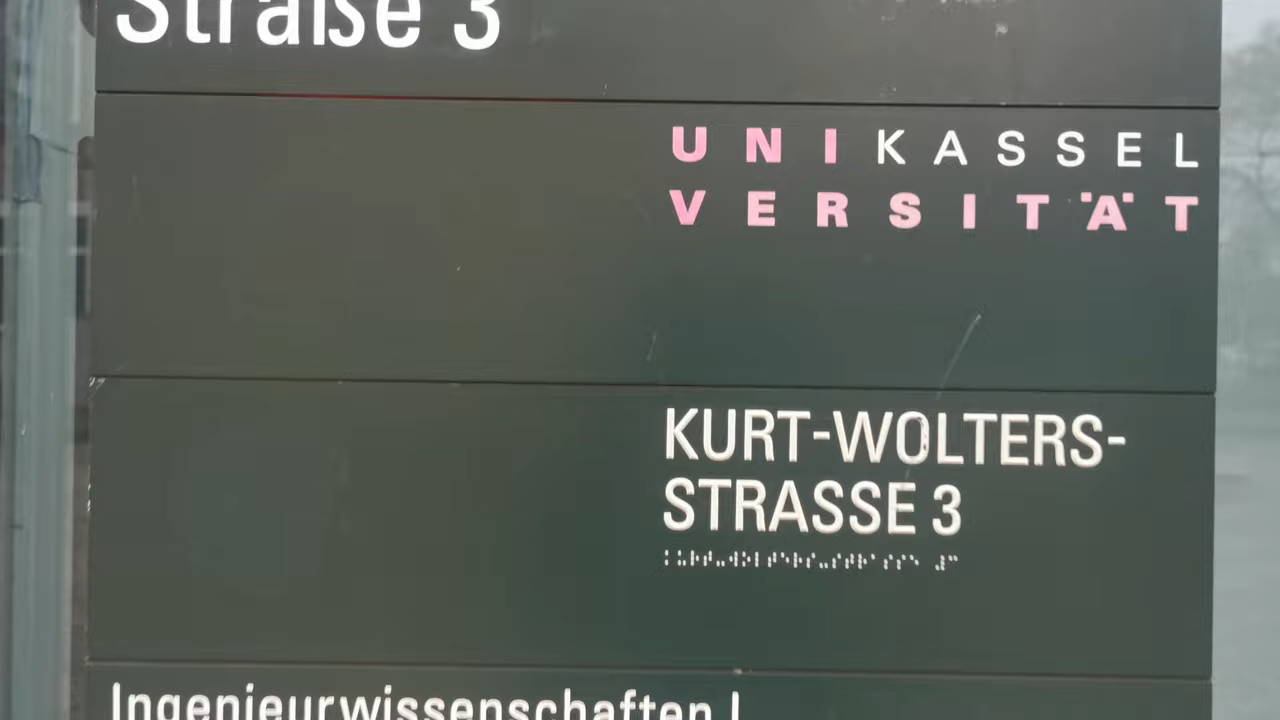 Straße 3
UNIKASSEL
VERSITÄT
KURT-WOLTERS-
STRASSE 3
Ingenieurwissenschaften I